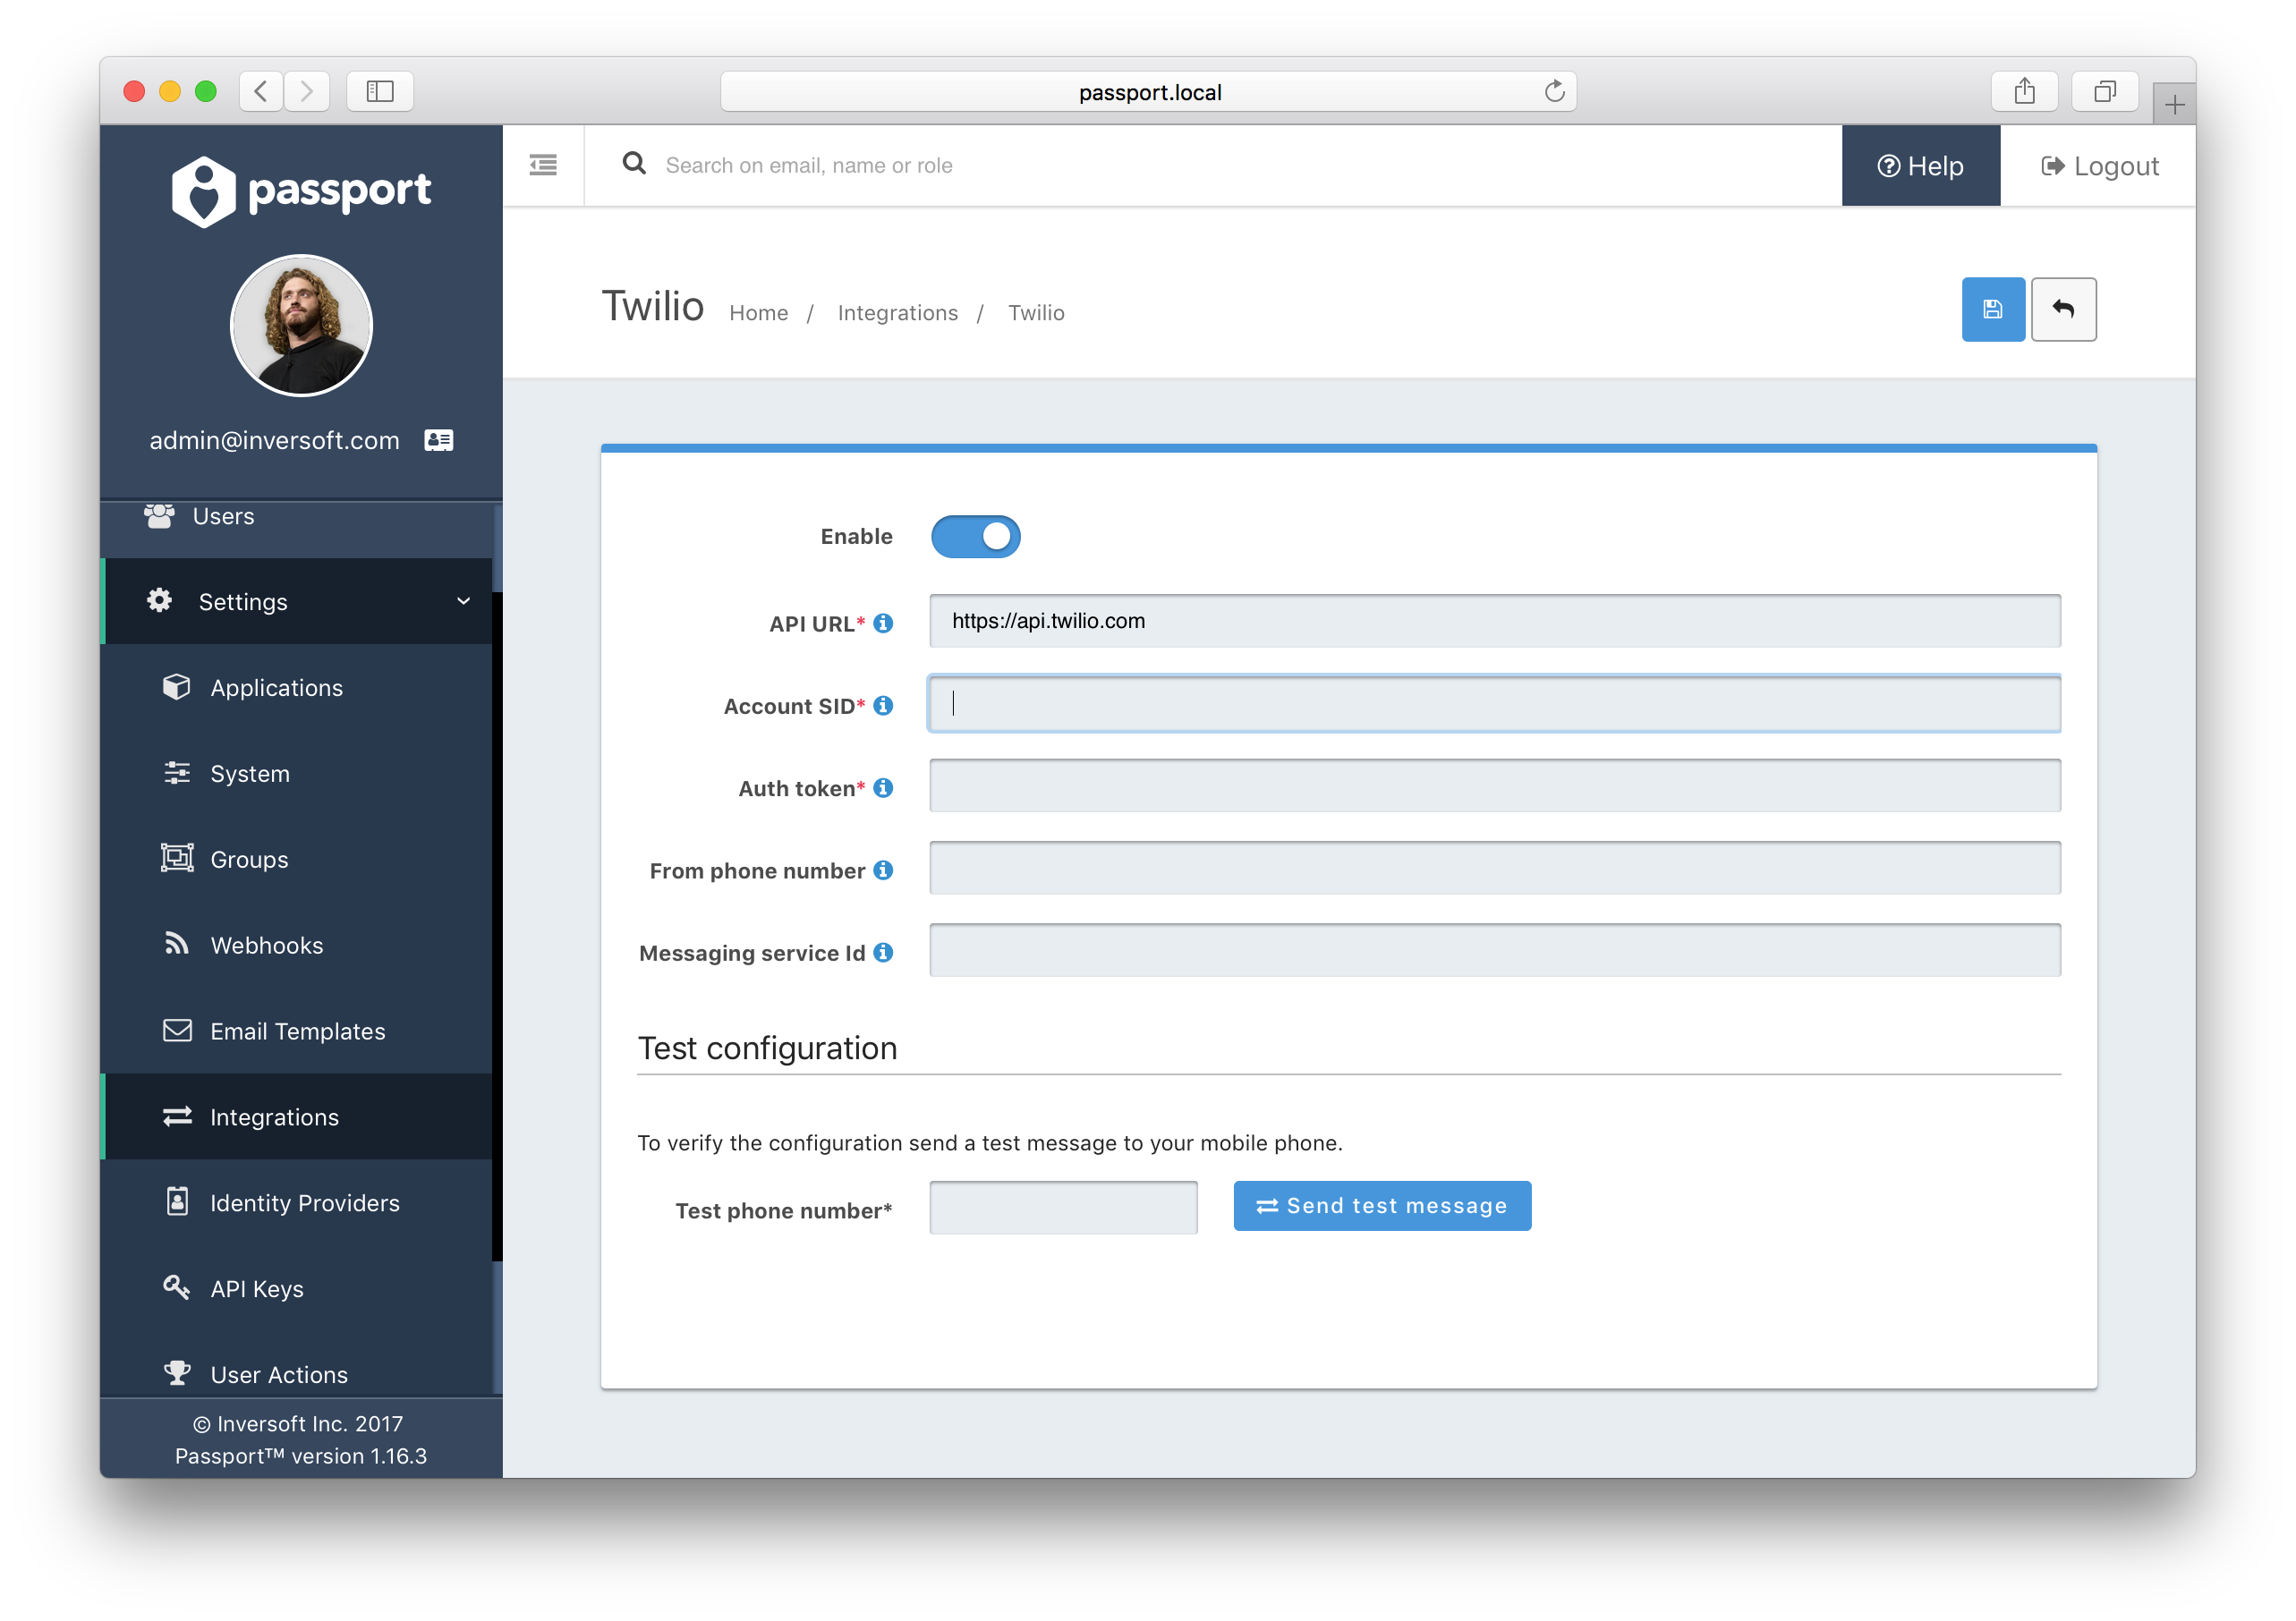 passport.local
passport
Search on email, name or role
Help
Logout
Twilio
Home / Integrations / Twilio
admin@inversoft.com
Users
Settings
Applications
System
Groups
Webhooks
Email Templates
Integrations
Identity Providers
API Keys
User Actions
© Inversoft Inc. 2017
Passport™ version 1.16.3
Enable
API URL* https://api.twilio.com
Account SID*
Auth token*
From phone number
Messaging service Id
Test configuration
To verify the configuration send a test message to your mobile phone.
Test phone number* Send test message